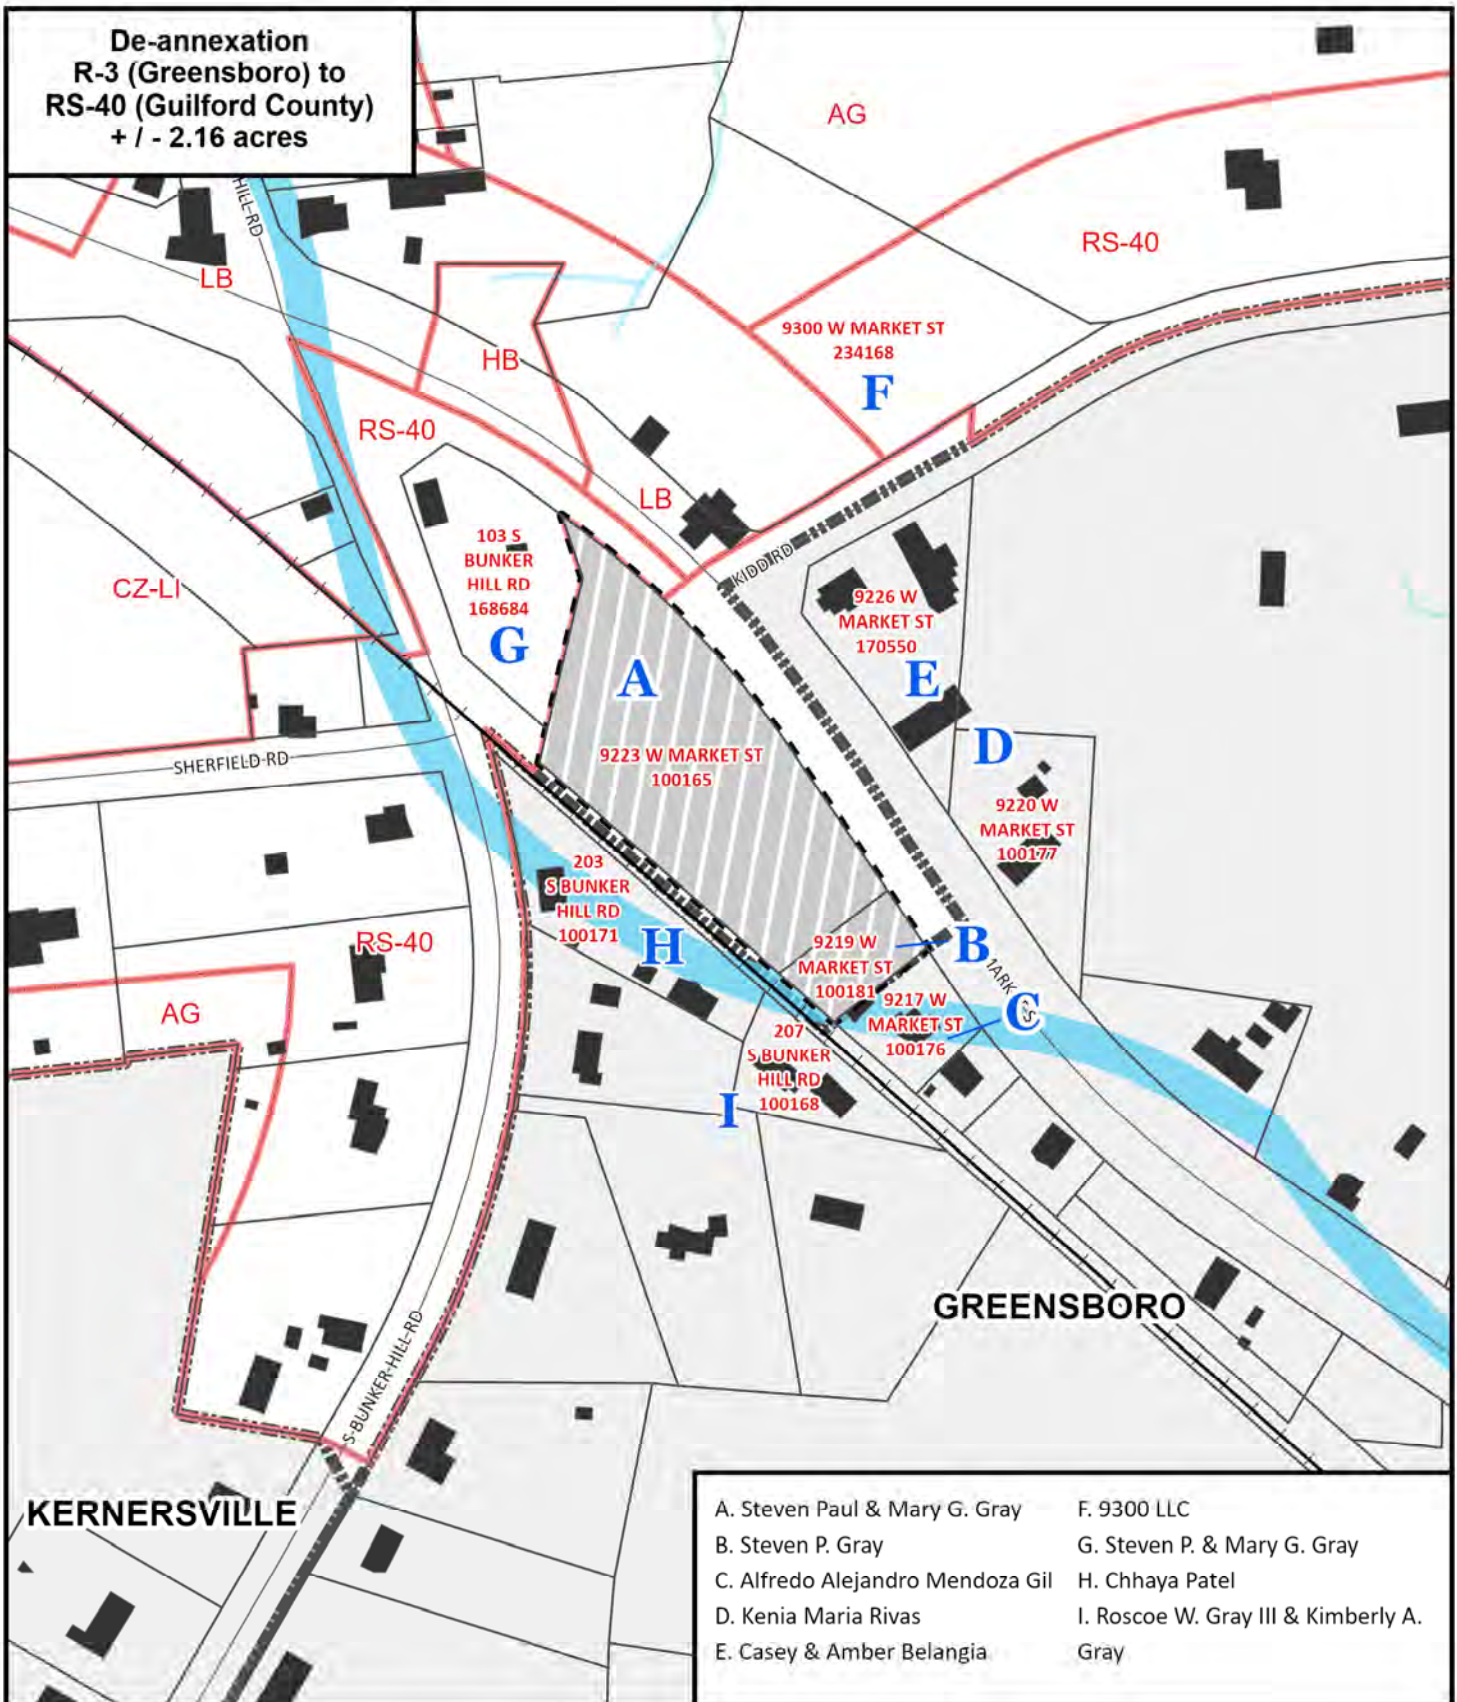 De-annexation
R-3 (Greensboro) to
RS-40 (Guilford County)
+ / - 2.16 acres
HILL-RD
AG
RS-40
LB
9300 W MARKET ST
234168
F
HB
RS-40
LB
KIDD RD
103 S
BUNKER
HILL RD
168684
G
CZ-LI
9226 W
MARKET ST
170550
E
A
9223 W MARKET ST
100165
D
9220 W
MARKET ST
100177
SHERFIELD-RD
203
S BUNKER
HILL RD
100171
H
RS-40
9219 W
MARKET ST
100181
B
9217 W
MARKET ST
100176
C
AG
207
S BUNKER
HILL RD
100168
I
GREENSBORO
S-BUNKER-HILL-RD
KERNERSVILLE
A. Steven Paul & Mary G. Gray
B. Steven P. Gray
C. Alfredo Alejandro Mendoza Gil
D. Kenia Maria Rivas
E. Casey & Amber Belangia
F. 9300 LLC
G. Steven P. & Mary G. Gray
H. Chhaya Patel
I. Roscoe W. Gray III & Kimberly A.
Gray